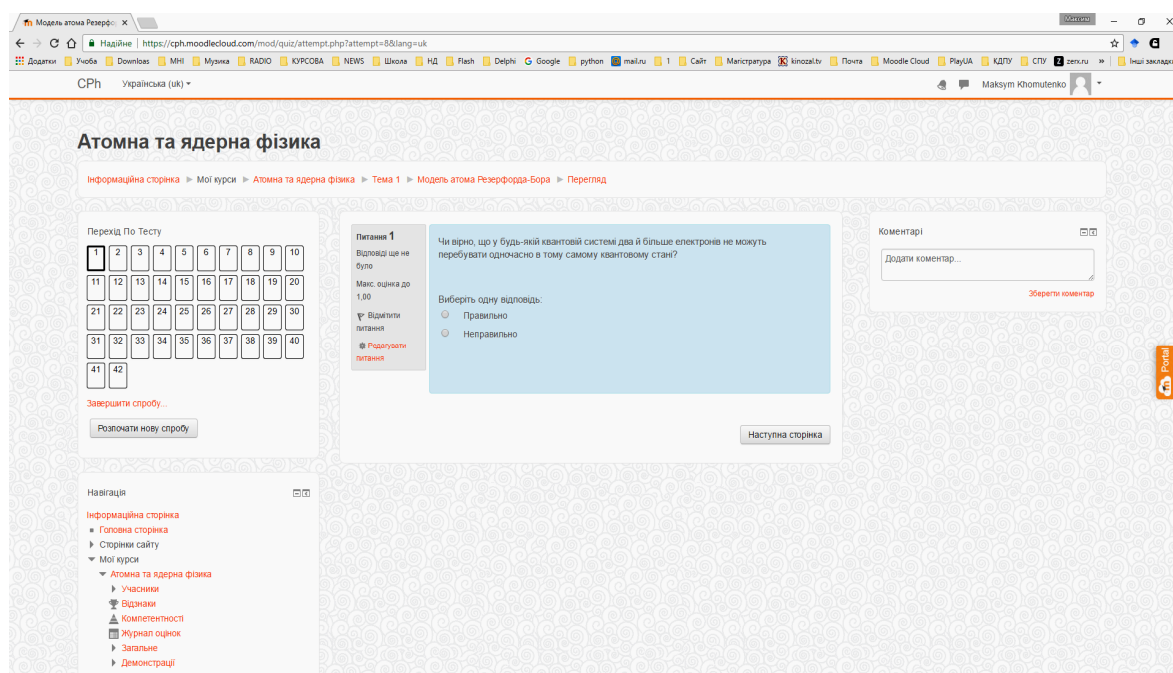 Модель атома Резерфо
Максим
Надійне | https://cph.moodlecloud.com/mod/quiz/attempt.php?attempt=8&lang=uk
Додатки Учоба Downloas МНІ Музика RADIO КУРСОВА NEWS Школа НД Flash Delphi Google python mail.ru 1 Сайт Магістратура kinozal.tv Почта Moodle Cloud PlayUA КДПУ СПУ zenx.ru » Інші закладки
CPh Українська (uk) Maksym Khomutenko
Атомна та ядерна фізика
Інформаційна сторінка ► Мої курси ► Атомна та ядерна фізика ► Тема 1 ► Модель атома Резерфорда-Бора ► Перегляд
Перехід По Тесту
1 2 3 4 5 6 7 8 9 10
11 12 13 14 15 16 17 18 19 20
21 22 23 24 25 26 27 28 29 30
31 32 33 34 35 36 37 38 39 40
41 42
Завершити спробу...
Розпочати нову спробу
Питання 1
Відповіді ще не
було
Макс. оцінка до
1,00
Відмітити
питання
Редагувати
питання
Чи вірно, що у будь-якій квантовій системі два й більше електронів не можуть
перебувати одночасно в тому самому квантовому стані?
Виберіть одну відповідь:
Правильно
Неправильно
Наступна сторінка
Коментарі
Додати коментар...
Зберегти коментар
Portal
Навігація
Інформаційна сторінка
Головна сторінка
Сторінки сайту
Мої курси
Атомна та ядерна фізика
Учасники
Відзнаки
Компетентності
Журнал оцінок
Загальне
Демонстрації